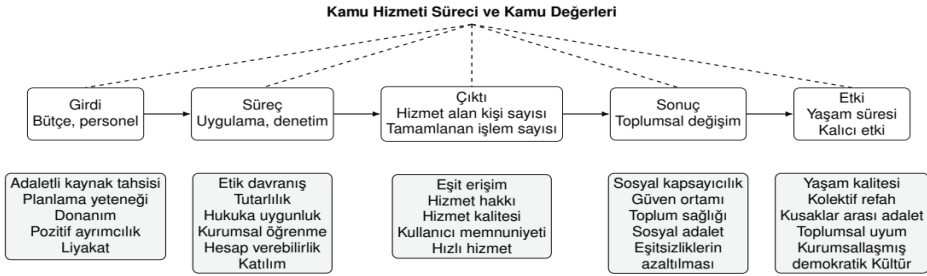 Kamu Hizmeti Süreci ve Kamu Değerleri
Girdi
Bütçe, personel
Süreç
Uygulama, denetim
Çıktı
Hizmet alan kişi sayısı
Tamamlanan işlem sayısı
Sonuç
Toplumsal değişim
Etki
Yaşam süresi
Kalıcı etki
Adaletli kaynak tahsisi
Planlama yeteneği
Donanım
Pozitif ayrımcılık
Liyakat
Etik davranış
Tutarlılık
Hukuka uygunluk
Kurumsal öğrenme
Hesap verebilirlik
Katılım
Eşit erişim
Hizmet hakkı
Hizmet kalitesi
Kullanıcı memnuniyeti
Hızlı hizmet
Sosyal kapsayıcılık
Güven ortamı
Toplum sağlığı
Sosyal adalet
Eşitsizliklerin
azaltılması
Yaşam kalitesi
Kolektif refah
Kusaklar arası adalet
Toplumsal uyum
Kurumsallaşmış
demokratik Kültür